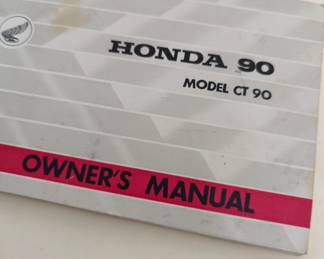 HONDA 90
MODEL CT 90
OWNER'S MANUAL